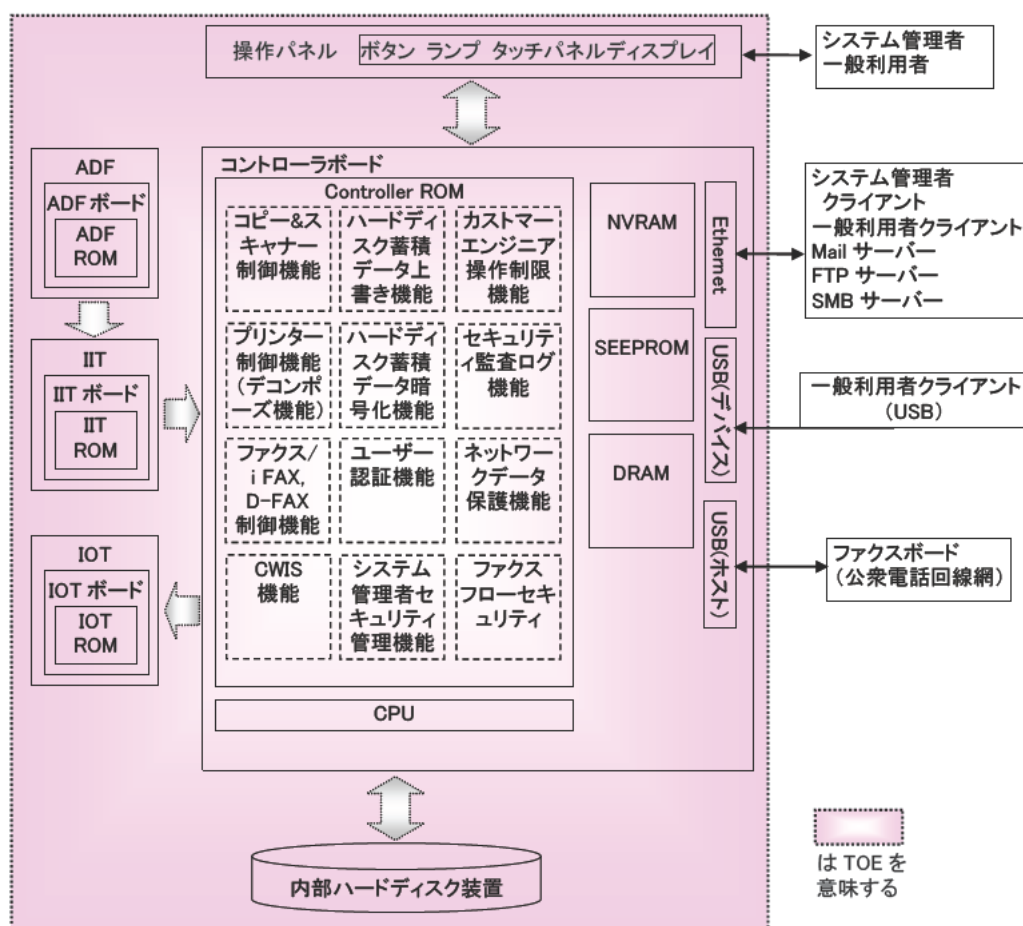 操作パネル ボタン ランプ タッチパネルディスプレイ
システム管理者
一般利用者
ADF
ADF ボード
ADF
ROM
IIT
IIT ボード
IIT
ROM
IOT
IOT ボード
IOT
ROM
コントローラボード
Controller ROM
コピー&ス
キャナー
制御機能
ハードディ
スク蓄積
データ上
書き機能
カストマー
エンジニア
操作制限
機能
プリンター
制御機能
(デコンポ
ーズ機能)
ハードディ
スク蓄積
データ暗
号化機能
セキュリテ
ィ監査ログ
機能
ファクス/
i FAX,
D-FAX
制御機能
ユーザー
認証機能
ネットワー
クデータ
保護機能
CWIS
機能
システム
管理者セ
キュリティ
管理機能
ファクス
フローセキ
ュリティ
CPU
NVRAM
SEEPROM
DRAM
Ethernet
USB(デバイス)
USB(ホスト)
システム管理者
クライアント
一般利用者クライアント
Mail サーバー
FTP サーバー
SMB サーバー
一般利用者クライアント
(USB)
ファクスボード
(公衆電話回線網)
内部ハードディスク装置
は TOE を
意味する